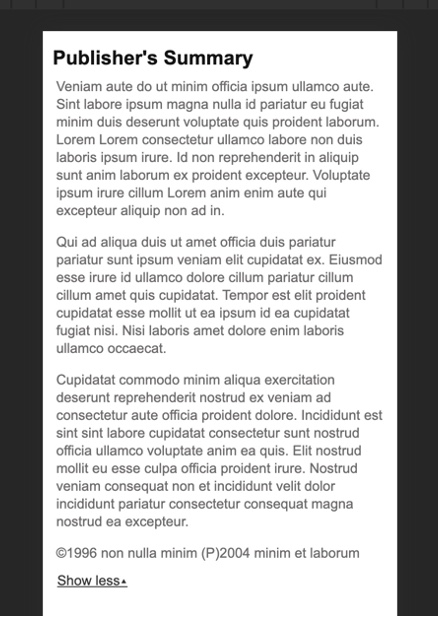 Publisher's Summary
Veniam aute do ut minim officia ipsum ullamco aute.
Sint labore ipsum magna nulla id pariatur eu fugiat
minim duis deserunt voluptate quis proident laborum.
Lorem Lorem consectetur ullamco labore non duis
laboris ipsum irure. Id non reprehenderit in aliquip
sunt anim laborum ex proident excepteur. Voluptate
ipsum irure cillum Lorem anim enim aute qui
excepteur aliquip non ad in.
Qui ad aliqua duis ut amet officia duis pariatur
pariatur sunt ipsum veniam elit cupidatat ex. Eiusmod
esse irure id ullamco dolore cillum pariatur cillum
cillum amet quis cupidatat. Tempor est elit proident
cupidatat esse mollit ut ea ipsum id ea cupidatat
fugiat nisi. Nisi laboris amet dolore enim laboris
ullamco occaecat.
Cupidatat commodo minim aliqua exercitation
deserunt reprehenderit nostrud ex veniam ad
consectetur aute officia proident dolore. Incididunt est
sint sint labore cupidatat consectetur sunt nostrud
officia ullamco voluptate anim ea quis. Elit nostrud
mollit eu esse culpa officia proident irure. Nostrud
veniam consequat non et incididunt velit dolor
incididunt pariatur consectetur consequat magna
nostrud ea excepteur.
©1996 non nulla minim (P)2004 minim et laborum
Show less▴